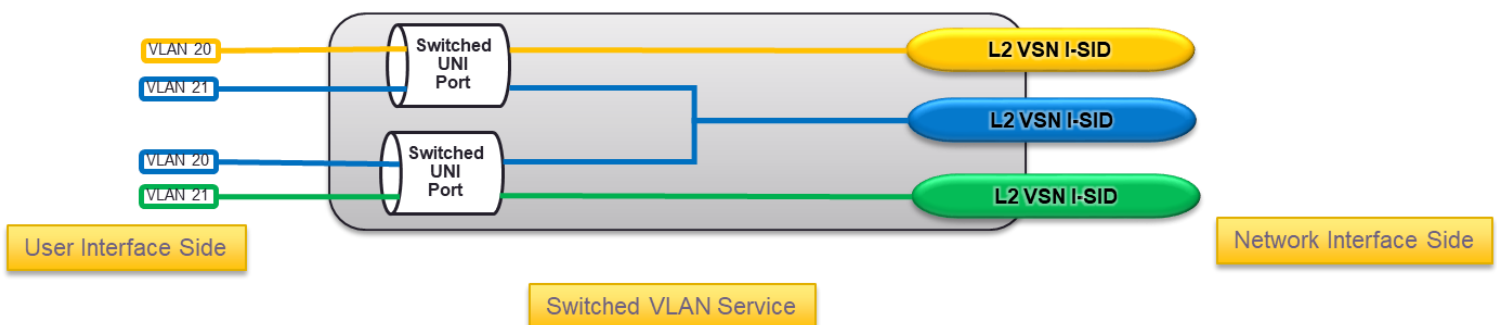 VLAN 20
VLAN 21
VLAN 20
VLAN 21
Switched
UNI
Port
Switched
UNI
Port
L2 VSN I-SID
L2 VSN I-SID
L2 VSN I-SID
User Interface Side
Network Interface Side
Switched VLAN Service